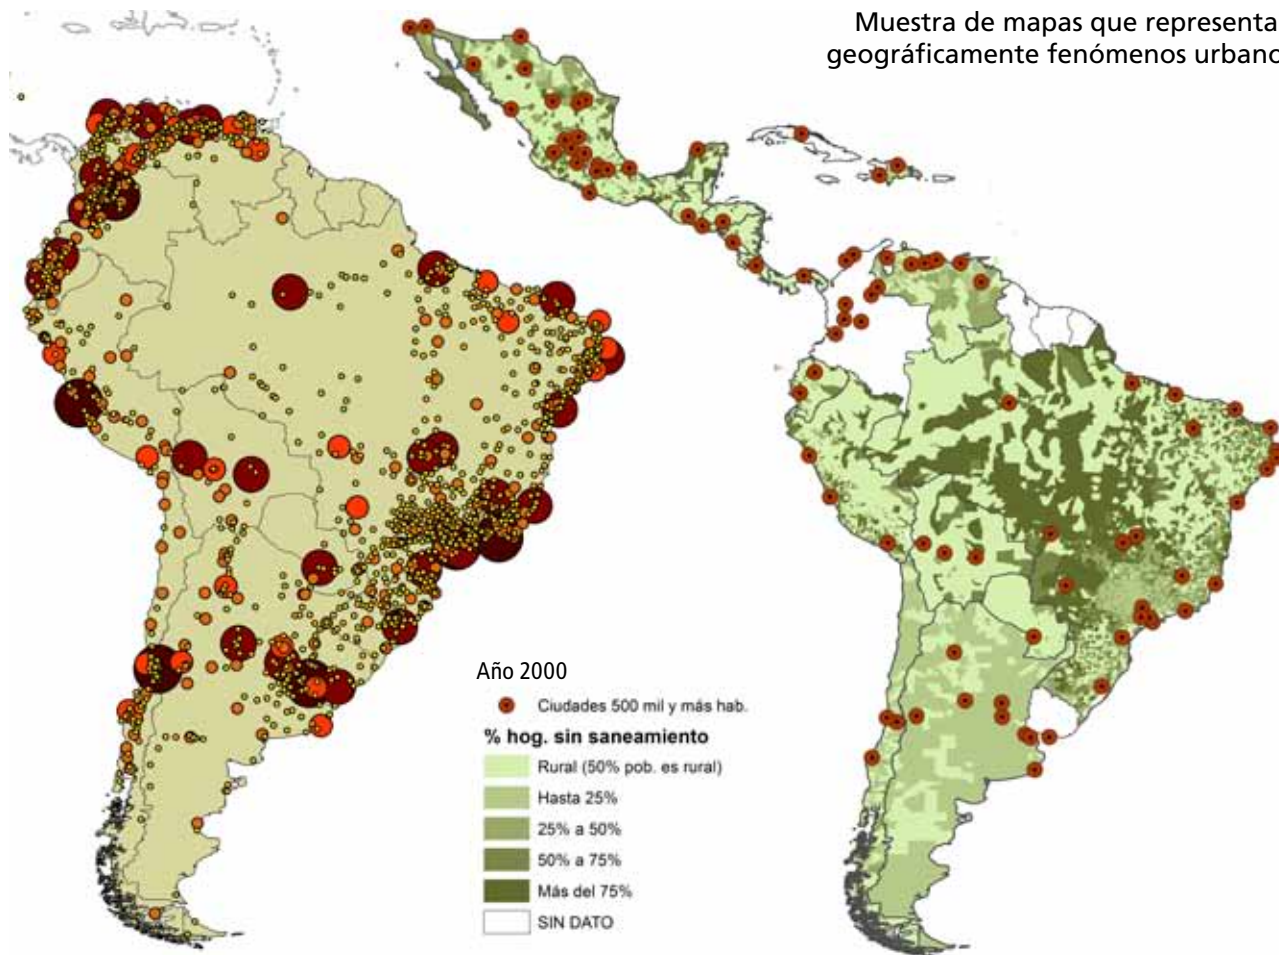 Muestra de mapas que representa
geográficamente fenómenos urbano
Año 2000
Ciudades 500 mil y más hab.
% hog. sin saneamiento
Rural (50% pob. es rural)
Hasta 25%
25% a 50%
50% a 75%
Más del 75%
SIN DATO